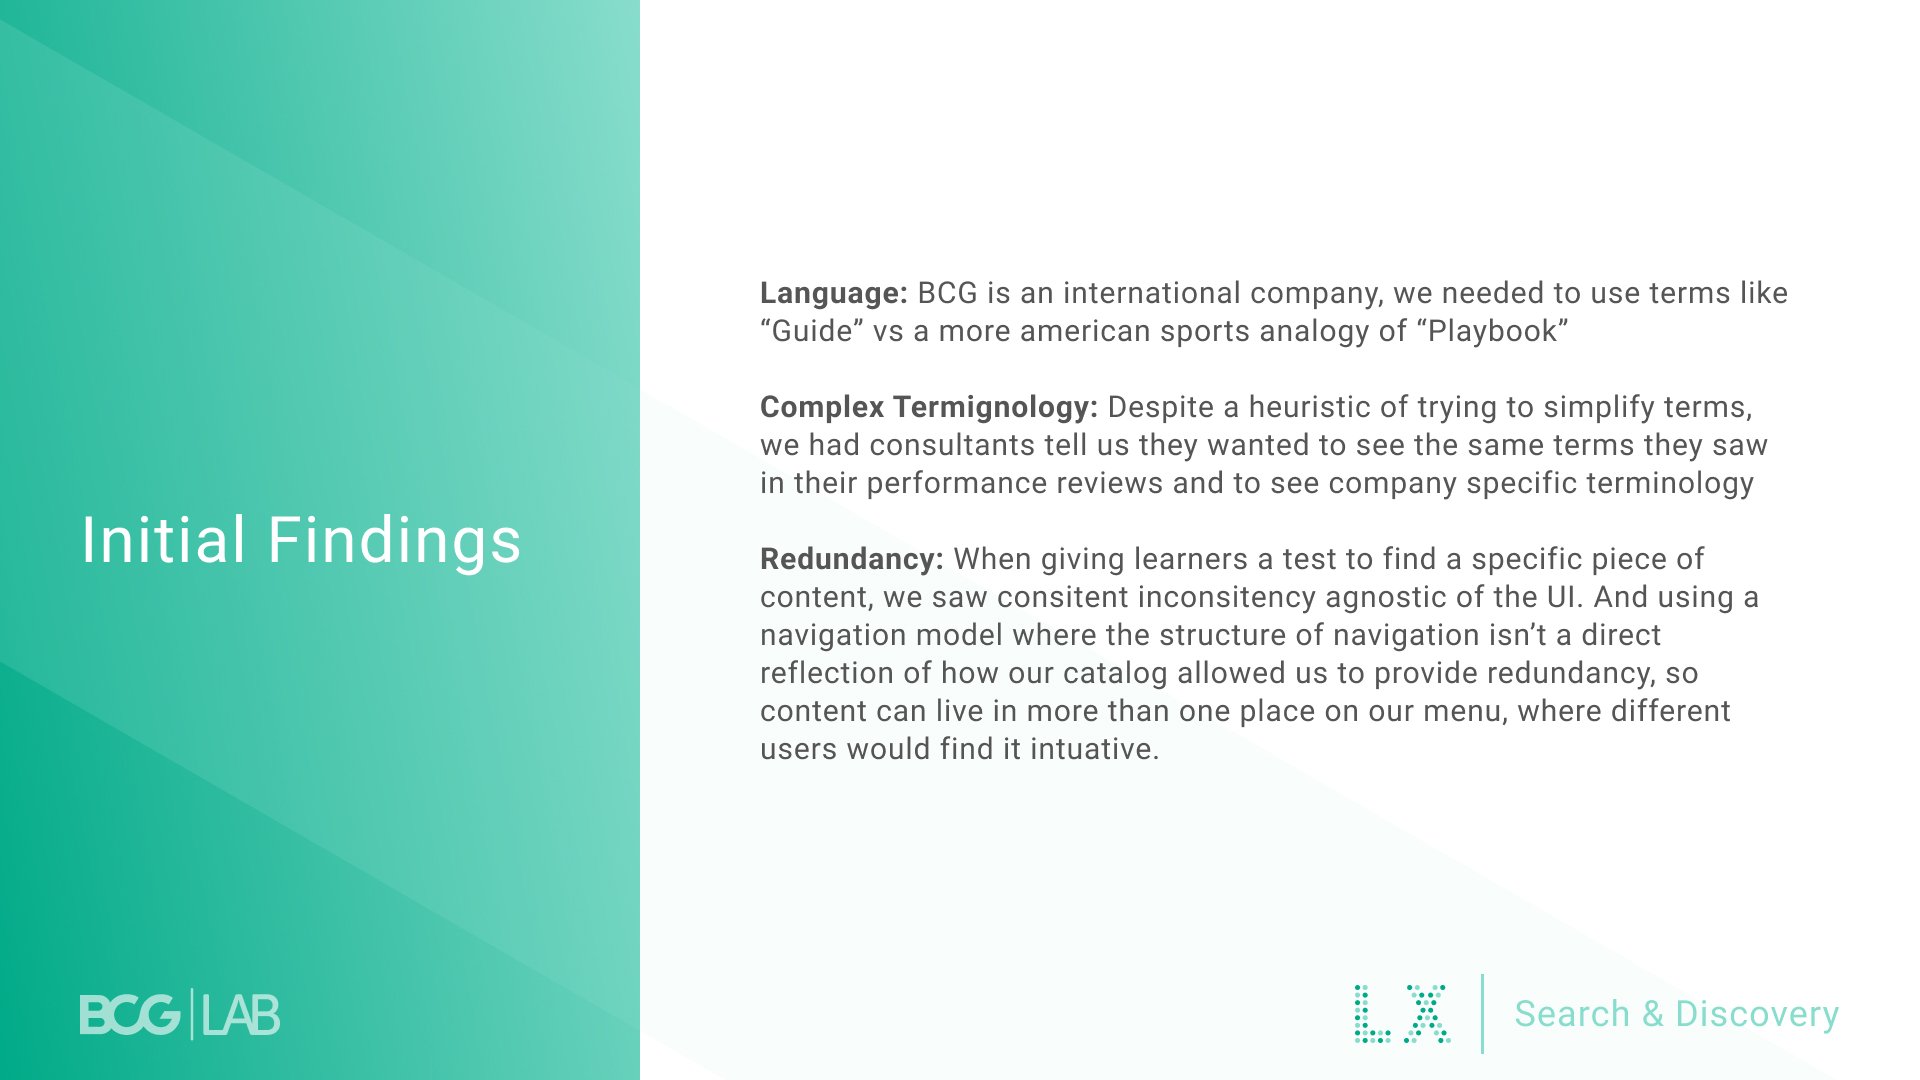 Initial Findings
Language: BCG is an international company, we needed to use terms like
“Guide” vs a more american sports analogy of “Playbook”
Complex Termignology: Despite a heuristic of trying to simplify terms,
we had consultants tell us they wanted to see the same terms they saw
in their performance reviews and to see company specific terminology
Redundancy: When giving learners a test to find a specific piece of
content, we saw consitent inconsitency agnostic of the UI. And using a
navigation model where the structure of navigation isn’t a direct
reflection of how our catalog allowed us to provide redundancy, so
content can live in more than one place on our menu, where different
users would find it intuative.
BCG | LAB
LX | Search & Discovery